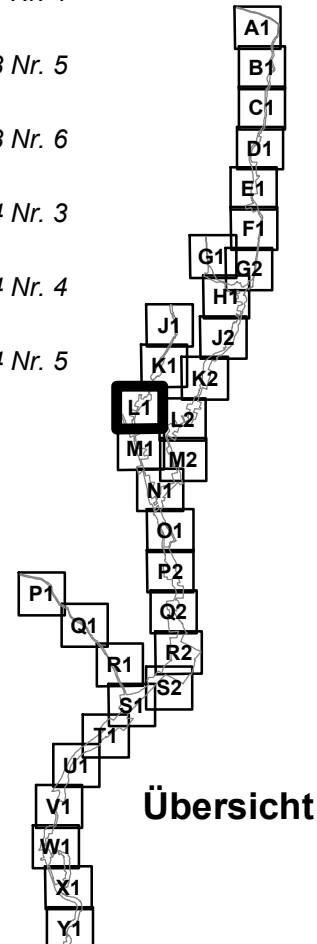 A1
Nr. 5
B1
C1
Nr. 6
D1
E1
Nr. 3
F1
G1
G2
Nr. 4
H1
J1
J2
Nr. 5
K1
K2
L1
L2
M1
M2
N1
O1
P2
P1
Q2
Q1
R2
R1
S2
S1
T1
U1
Übersicht
V1
W1
X1
Y1